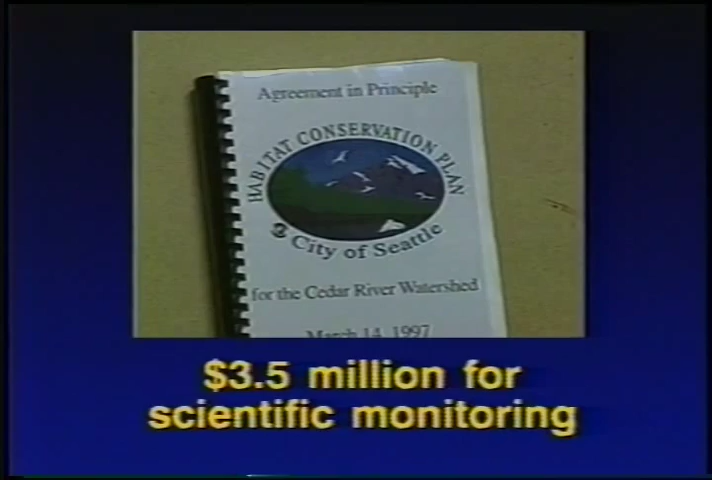 Agreement in Principle
HABITAT CONSERVATION PLAN
City of Seattle
for the Cedar River Watershed
March 14, 1997
$3.5 million for
scientific monitoring